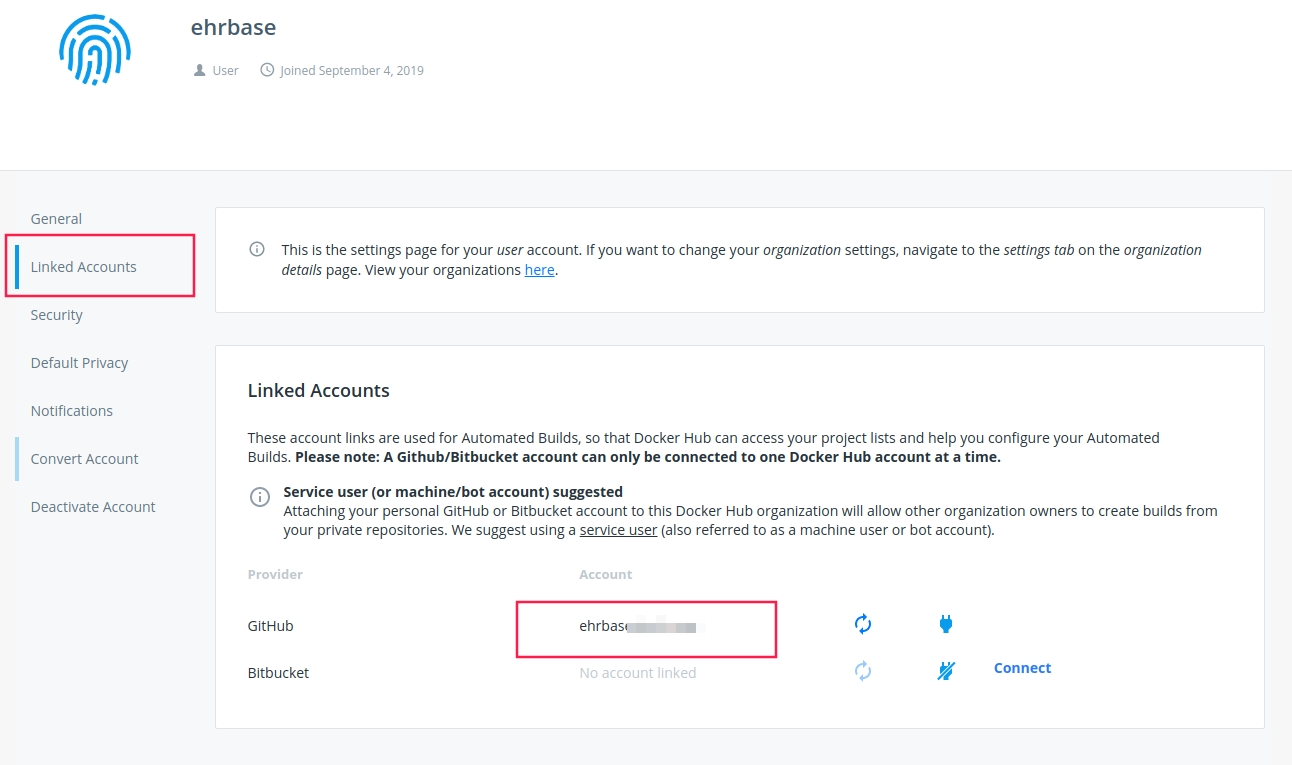 ehrbase
User Joined September 4, 2019
General
Linked Accounts
Security
Default Privacy
Notifications
Convert Account
Deactivate Account
This is the settings page for your user account. If you want to change your organization settings, navigate to the settings tab on the organization
details page. View your organizations here.
Linked Accounts
These account links are used for Automated Builds, so that Docker Hub can access your project lists and help you configure your Automated
Builds. Please note: A Github/Bitbucket account can only be connected to one Docker Hub account at a time.
Service user (or machine/bot account) suggested
Attaching your personal GitHub or Bitbucket account to this Docker Hub organization will allow other organization owners to create builds from
your private repositories. We suggest using a service user (also referred to as a machine user or bot account).
Provider Account
GitHub ehrbase
Bitbucket No account linked Connect